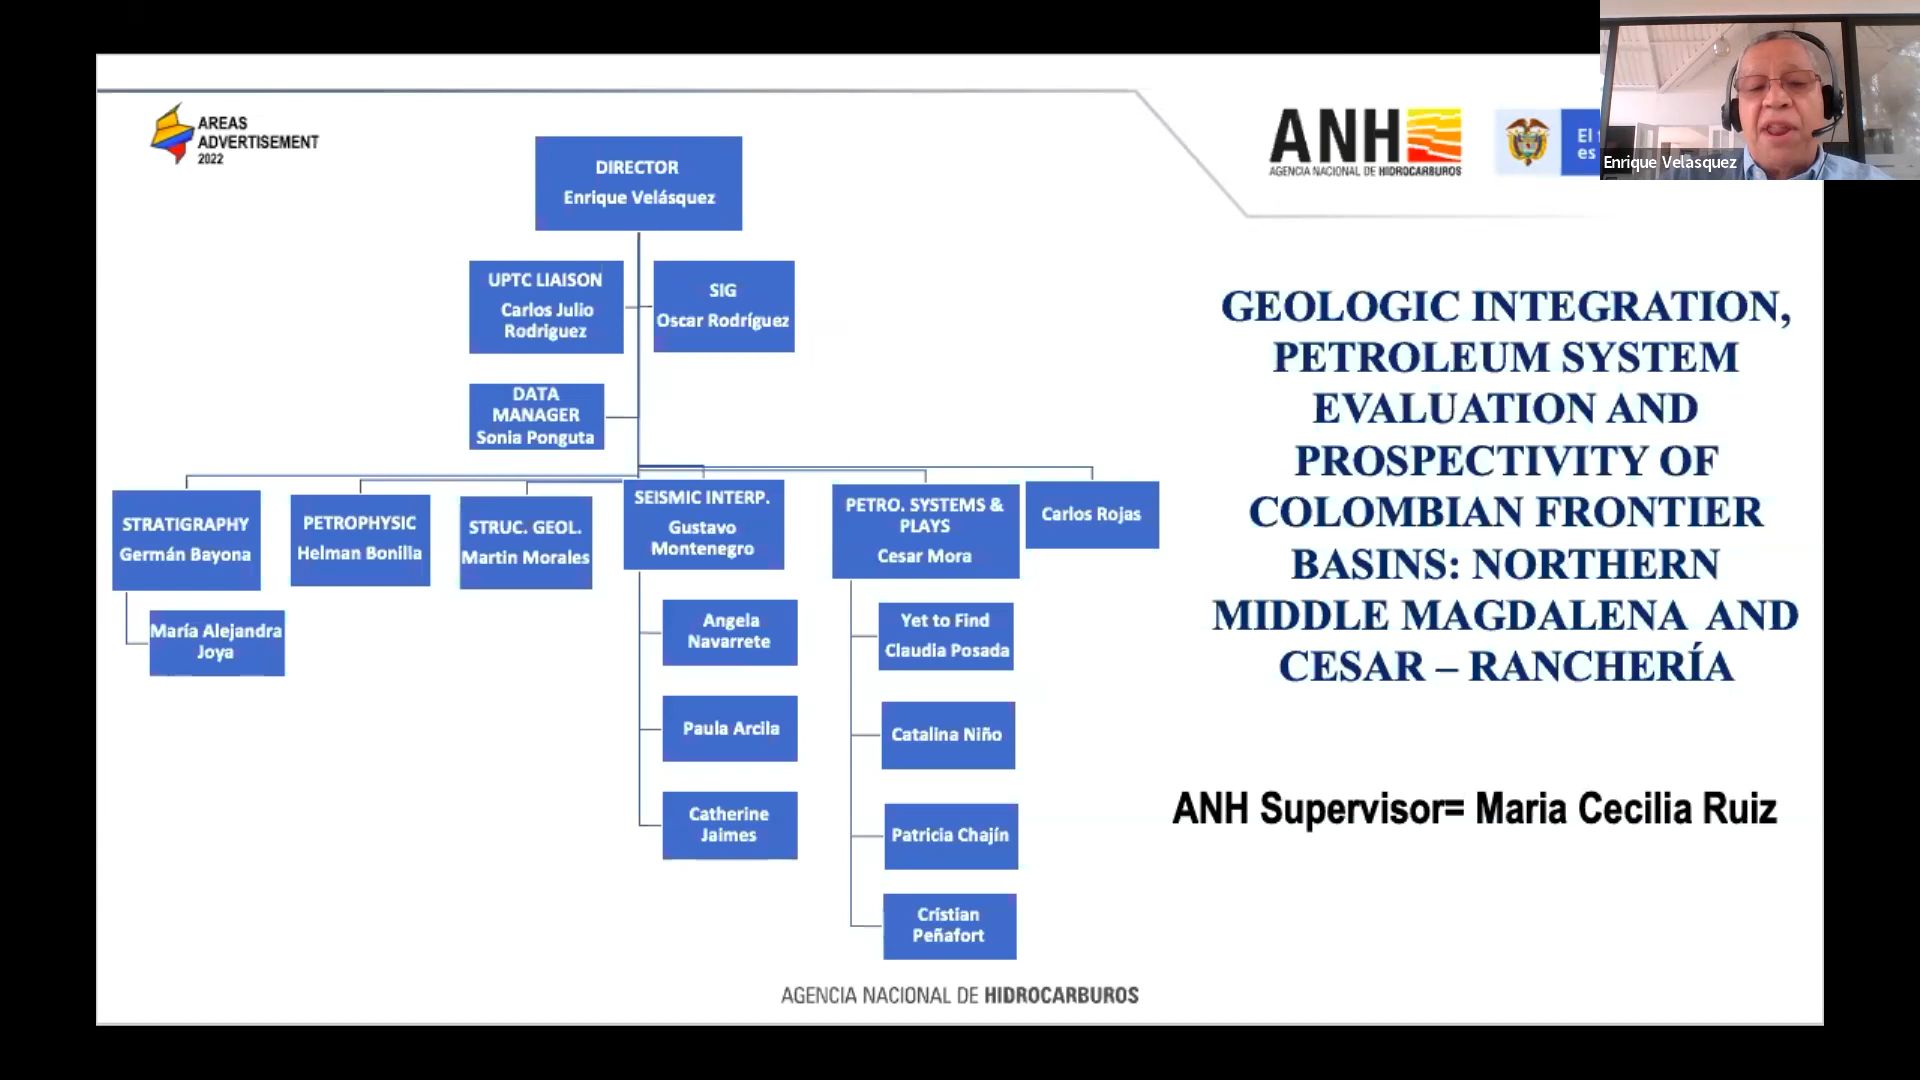 AREAS
ADVERTISEMENT
2022
DIRECTOR
Enrique Velásquez
UPTC LIAISON
Carlos Julio
Rodriguez
SIG
Oscar Rodríguez
DATA
MANAGER
Sonia Ponguta
STRATIGRAPHY
Germán Bayona
María Alejandra
Joya
PETROPHYSIC
Helman Bonilla
STRUC. GEOL.
Martin Morales
SEISMIC INTERP.
Gustavo
Montenegro
Angela
Navarrete
Paula Arcila
Catherine
Jaimes
PETRO. SYSTEMS &
PLAYS
Cesar Mora
Yet to Find
Claudia Posada
Catalina Niño
Patricia Chajín
Cristian
Peñafort
Carlos Rojas
ANH
AGENCIA NACIONAL DE HIDROCARBUROS
El
es
Enrique Velasquez
GEOLOGIC INTEGRATION,
PETROLEUM SYSTEM
EVALUATION AND
PROSPECTIVITY OF
COLOMBIAN FRONTIER
BASINS: NORTHERN
MIDDLE MAGDALENA AND
CESAR – RANCHERÍA
ANH Supervisor= Maria Cecilia Ruiz
AGENCIA NACIONAL DE HIDROCARBUROS